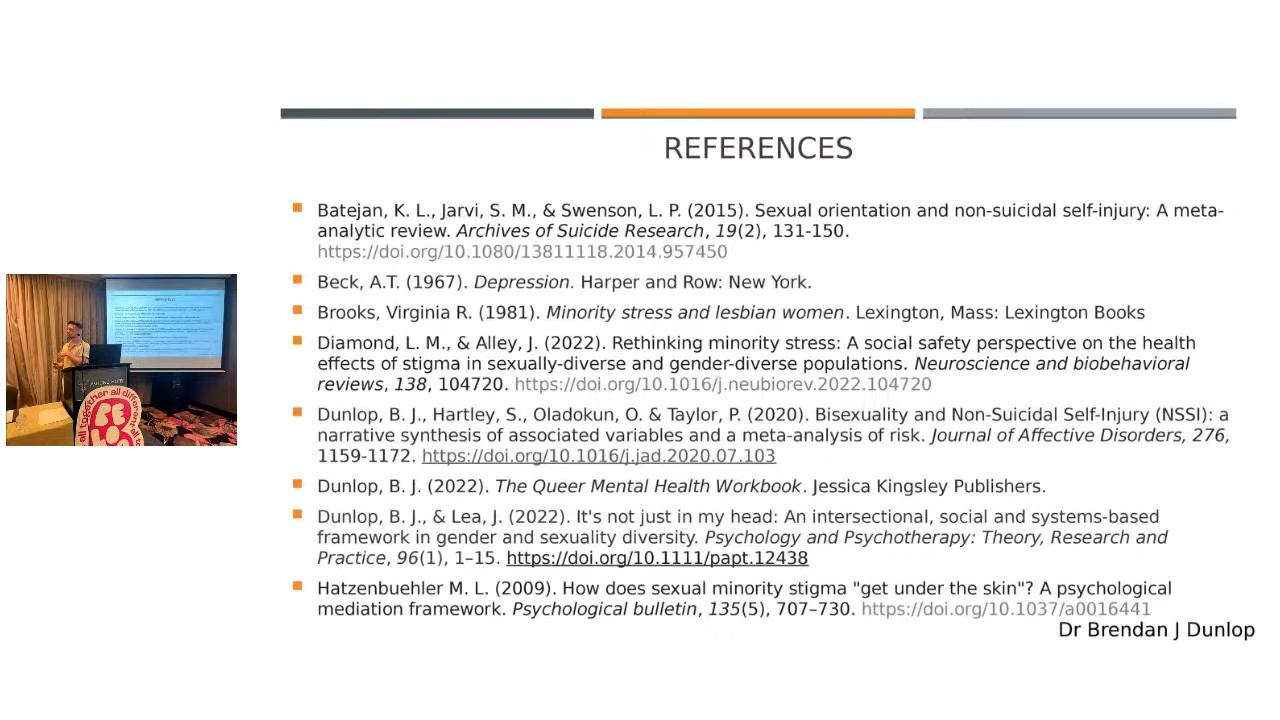 REFERENCES
Batejan, K. L., Jarvi, S. M., & Swenson, L. P. (2015). Sexual orientation and non-suicidal self-injury: A meta-
analytic review. Archives of Suicide Research, 19(2), 131-150.
https://doi.org/10.1080/13811118.2014.957450
Beck, A.T. (1967). Depression. Harper and Row: New York.
Brooks, Virginia R. (1981). Minority stress and lesbian women. Lexington, Mass: Lexington Books
Diamond, L. M., & Alley, J. (2022). Rethinking minority stress: A social safety perspective on the health
effects of stigma in sexually-diverse and gender-diverse populations. Neuroscience and biobehavioral
reviews, 138, 104720. https://doi.org/10.1016/j.neubiorev.2022.104720
Dunlop, B. J., Hartley, S., Oladokun, O. & Taylor, P. (2020). Bisexuality and Non-Suicidal Self-Injury (NSSI): a
narrative synthesis of associated variables and a meta-analysis of risk. Journal of Affective Disorders, 276,
1159-1172. https://doi.org/10.1016/j.jad.2020.07.103
Dunlop, B. J. (2022). The Queer Mental Health Workbook. Jessica Kingsley Publishers.
Dunlop, B. J., & Lea, J. (2022). It's not just in my head: An intersectional, social and systems-based
framework in gender and sexuality diversity. Psychology and Psychotherapy: Theory, Research and
Practice, 96(1), 1–15. https://doi.org/10.1111/papt.12438
Hatzenbuehler M. L. (2009). How does sexual minority stigma "get under the skin"? A psychological
mediation framework. Psychological bulletin, 135(5), 707–730. https://doi.org/10.1037/a0016441
Dr Brendan J Dunlop
all together all different
BE